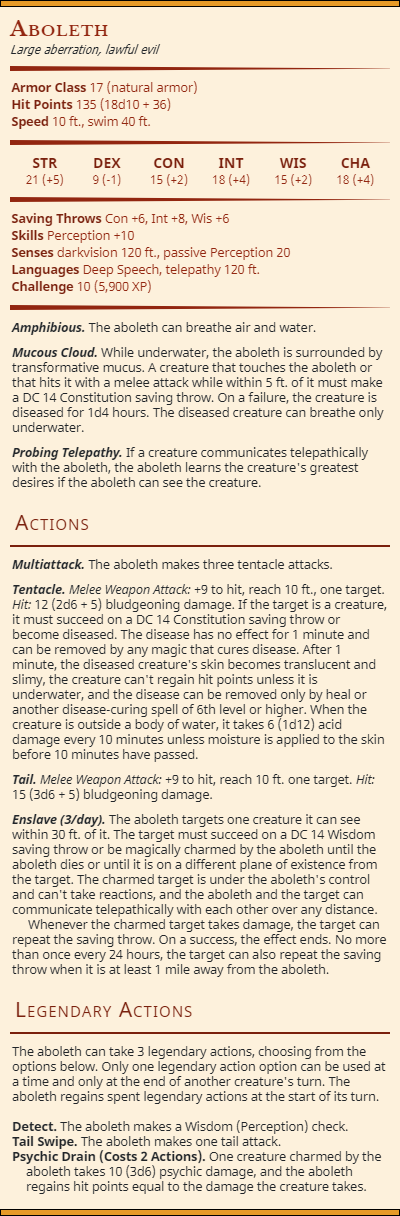 Aboleth
Large aberration, lawful evil
Armor Class 17 (natural armor)
Hit Points 135 (18d10 + 36)
Speed 10 ft., swim 40 ft.
STR DEX CON INT WIS CHA
21 (+5) 9 (-1) 15 (+2) 18 (+4) 15 (+2) 18 (+4)
Saving Throws Con +6, Int +8, Wis +6
Skills Perception +10
Senses darkvision 120 ft., passive Perception 20
Languages Deep Speech, telepathy 120 ft.
Challenge 10 (5,900 XP)
Amphibious. The aboleth can breathe air and water.
Mucous Cloud. While underwater, the aboleth is surrounded by
transformative mucus. A creature that touches the aboleth or
that hits it with a melee attack while within 5 ft. of it must make
a DC 14 Constitution saving throw. On a failure, the creature is
diseased for 1d4 hours. The diseased creature can breathe only
underwater.
Probing Telepathy. If a creature communicates telepathically
with the aboleth, the aboleth learns the creature's greatest
desires if the aboleth can see the creature.
Actions
Multiattack. The aboleth makes three tentacle attacks.
Tentacle. Melee Weapon Attack: +9 to hit, reach 10 ft., one target.
Hit: 12 (2d6 + 5) bludgeoning damage. If the target is a creature,
it must succeed on a DC 14 Constitution saving throw or
become diseased. The disease has no effect for 1 minute and
can be removed by any magic that cures disease. After 1
minute, the diseased creature's skin becomes translucent and
slimy, the creature can't regain hit points unless it is
underwater, and the disease can be removed only by heal or
another disease-curing spell of 6th level or higher. When the
creature is outside a body of water, it takes 6 (1d12) acid
damage every 10 minutes unless moisture is applied to the skin
before 10 minutes have passed.
Tail. Melee Weapon Attack: +9 to hit, reach 10 ft. one target. Hit:
15 (3d6 + 5) bludgeoning damage.
Enslave (3/day). The aboleth targets one creature it can see
within 30 ft. of it. The target must succeed on a DC 14 Wisdom
saving throw or be magically charmed by the aboleth until the
aboleth dies or until it is on a different plane of existence from
the target. The charmed target is under the aboleth's control
and can't take reactions, and the aboleth and the target can
communicate telepathically with each other over any distance.
Whenever the charmed target takes damage, the target can
repeat the saving throw. On a success, the effect ends. No more
than once every 24 hours, the target can also repeat the saving
throw when it is at least 1 mile away from the aboleth.
Legendary Actions
The aboleth can take 3 legendary actions, choosing from the
options below. Only one legendary action option can be used at
a time and only at the end of another creature's turn. The
aboleth regains spent legendary actions at the start of its turn.
Detect. The aboleth makes a Wisdom (Perception) check.
Tail Swipe. The aboleth makes one tail attack.
Psychic Drain (Costs 2 Actions). One creature charmed by the
aboleth takes 10 (3d6) psychic damage, and the aboleth
regains hit points equal to the damage the creature takes.